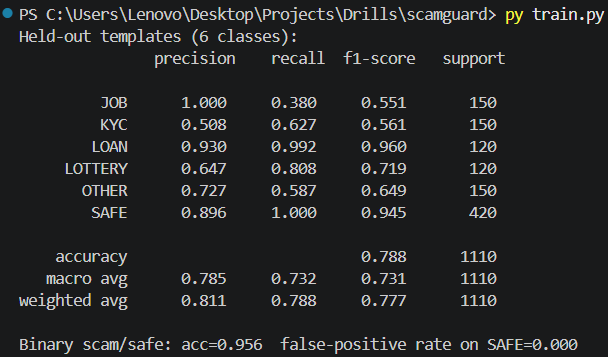 PS C:\Users\Lenovo\Desktop\Projects\Drills\scamguard> py train.py
Held-out templates (6 classes):
precision recall f1-score support
JOB 1.000 0.380 0.551 150
KYC 0.508 0.627 0.561 150
LOAN 0.930 0.992 0.960 120
LOTTERY 0.647 0.808 0.719 120
OTHER 0.727 0.587 0.649 150
SAFE 0.896 1.000 0.945 420
accuracy 0.788 1110
macro avg 0.785 0.732 0.731 1110
weighted avg 0.811 0.788 0.777 1110
Binary scam/safe: acc=0.956 false-positive rate on SAFE=0.000